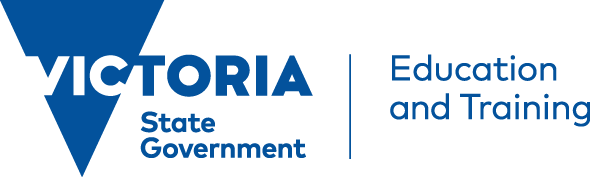 VICTORIA
State
Government
Education
and Training